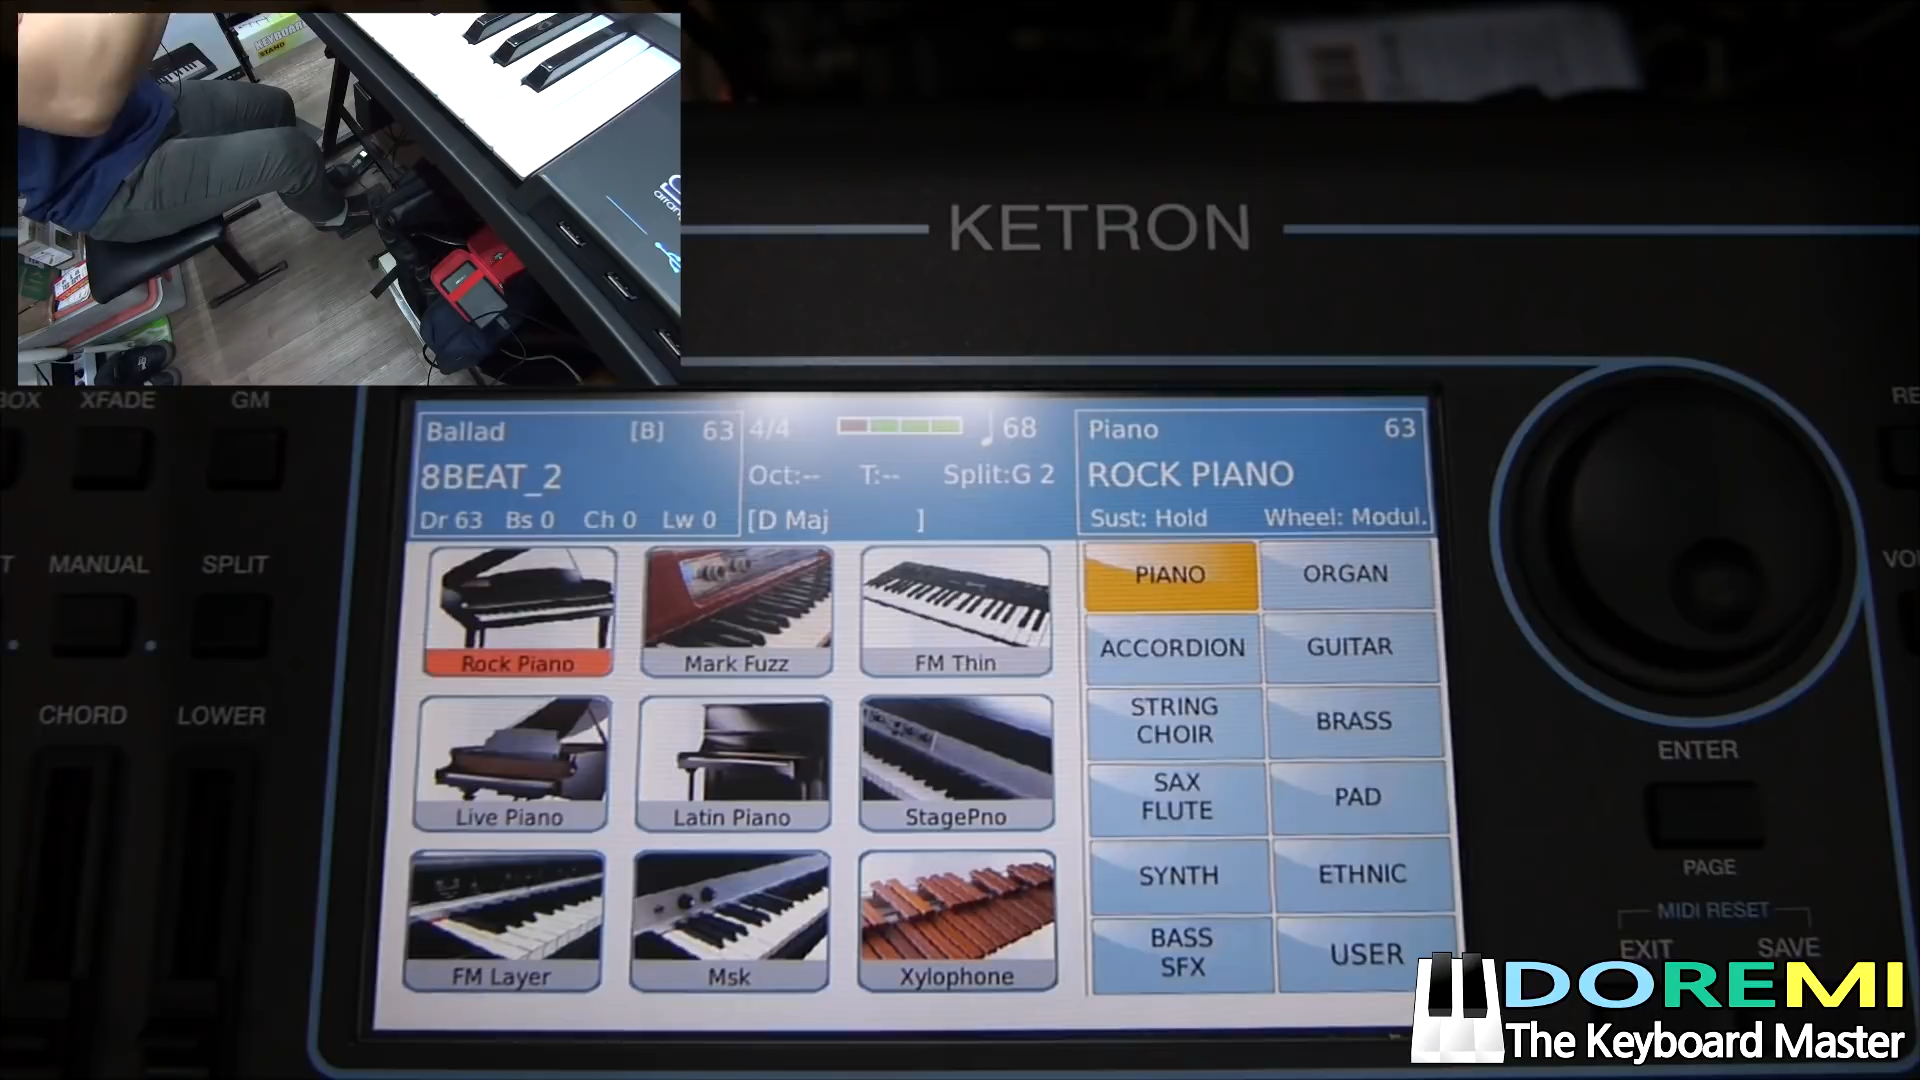 KEYBOARD
STAND
KETRON
XFADE
GM
MANUAL
SPLIT
CHORD
LOWER
Ballad [B] 63
8BEAT_2
Dr 63 Bs 0 Ch 0 Lw 0
4/4 68
Oct:-- T:-- Split:G 2
[D Maj ]
Piano 63
ROCK PIANO
Sust: Hold Wheel: Modul.
Rock Piano
Mark Fuzz
FM Thin
Live Piano
Latin Piano
StagePno
FM Layer
Msk
Xylophone
PIANO
ORGAN
ACCORDION
GUITAR
STRING
CHOIR
BRASS
SAX
FLUTE
PAD
SYNTH
ETHNIC
BASS
SFX
USER
ENTER
PAGE
MIDI RESET
EXIT
SAVE
DOREMI
The Keyboard Master